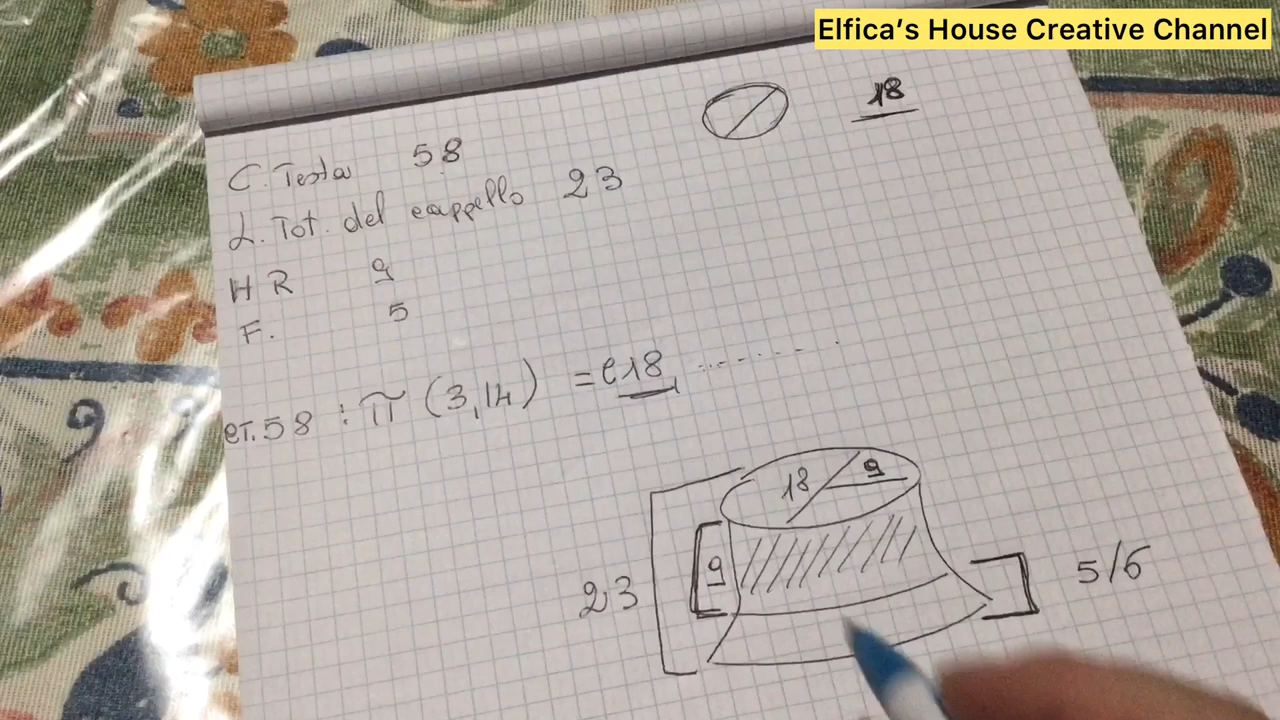 Elfica's House Creative Channel
18
C. Testa 58
L. Tot. del cappello 23
H R 9
F. 5
CT. 58 : π (3,14) = C 18 .........
18 9
9
23
5/6